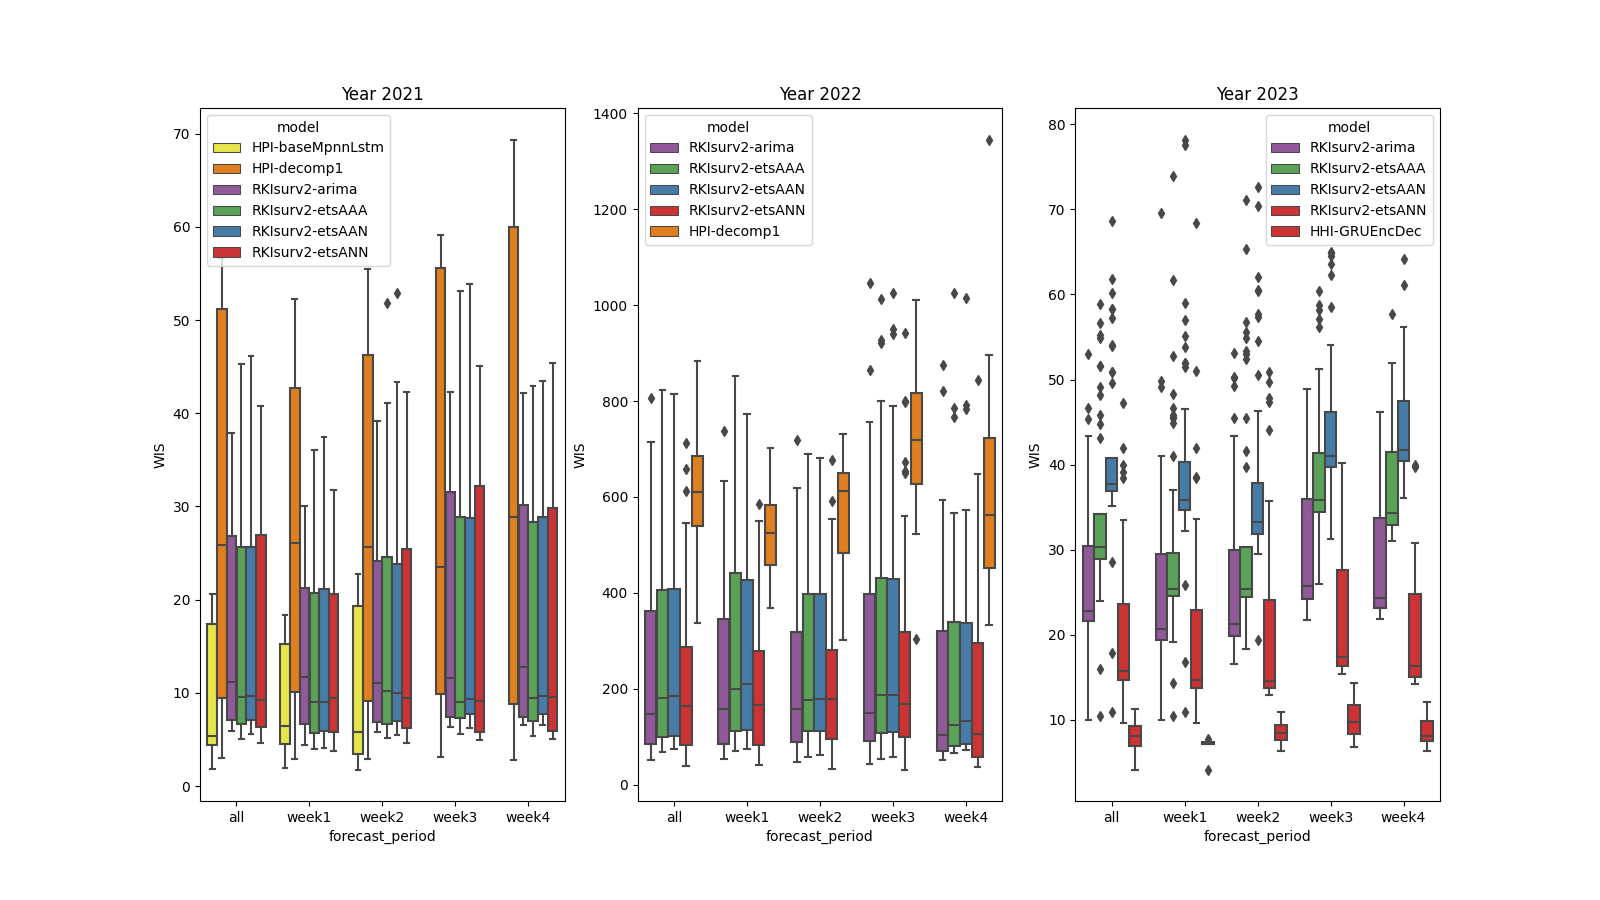 Year 2021
model
HPI-baseMpnnLstm
HPI-decomp1
RKIsurv2-arima
RKIsurv2-etsAAA
RKIsurv2-etsAAN
RKIsurv2-etsANN
70
60
50
40
30
20
10
0
WIS
all week1 week2 week3 week4
forecast_period
Year 2022
model
RKIsurv2-arima
RKIsurv2-etsAAA
RKIsurv2-etsAAN
RKIsurv2-etsANN
HPI-decomp1
1400
1200
1000
800
600
400
200
0
WIS
all week1 week2 week3 week4
forecast_period
Year 2023
model
RKIsurv2-arima
RKIsurv2-etsAAA
RKIsurv2-etsAAN
RKIsurv2-etsANN
HHI-GRUEncDec
80
70
60
50
40
30
20
10
WIS
all week1 week2 week3 week4
forecast_period